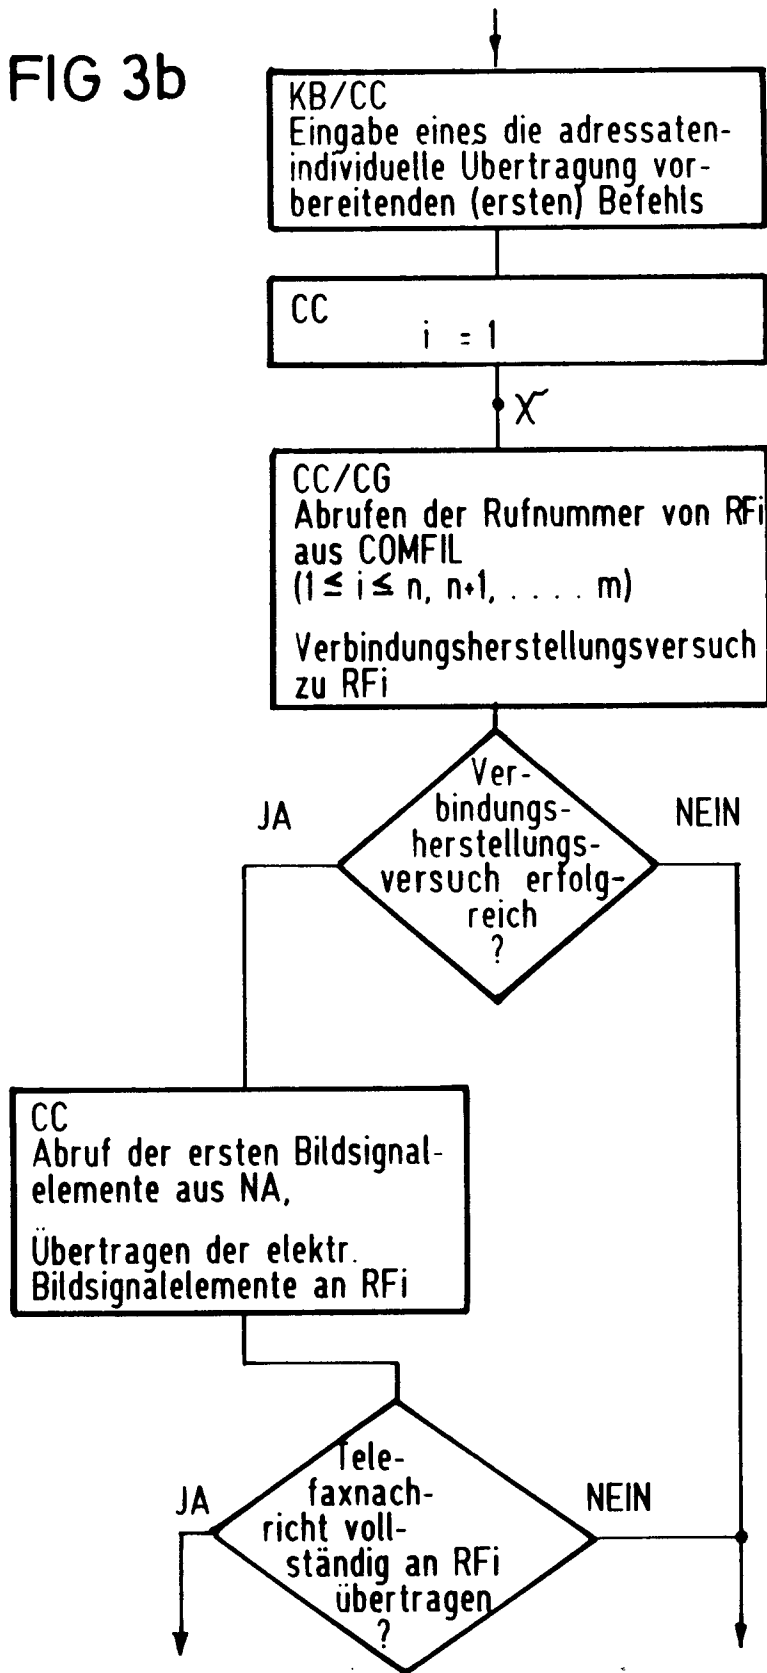 FIG 3b
KB/CC
Eingabe eines die adressaten-
individuelle Übertragung vor-
bereitenden (ersten) Befehls
CC
i = 1
X
CC/CG
Abrufen der Rufnummer von RFi
aus COMFIL
(1 ≤ i ≤ n, n+1, . . . . m)
Verbindungsherstellungsversuch
zu RFi
Ver-
bindungs-
herstellungs-
versuch erfolg-
reich
?
JA
NEIN
CC
Abruf der ersten Bildsignal-
elemente aus NA,
Übertragen der elektr.
Bildsignalelemente an RFi
Tele-
faxnach-
richt voll-
ständig an RFi
übertragen
?
JA
NEIN